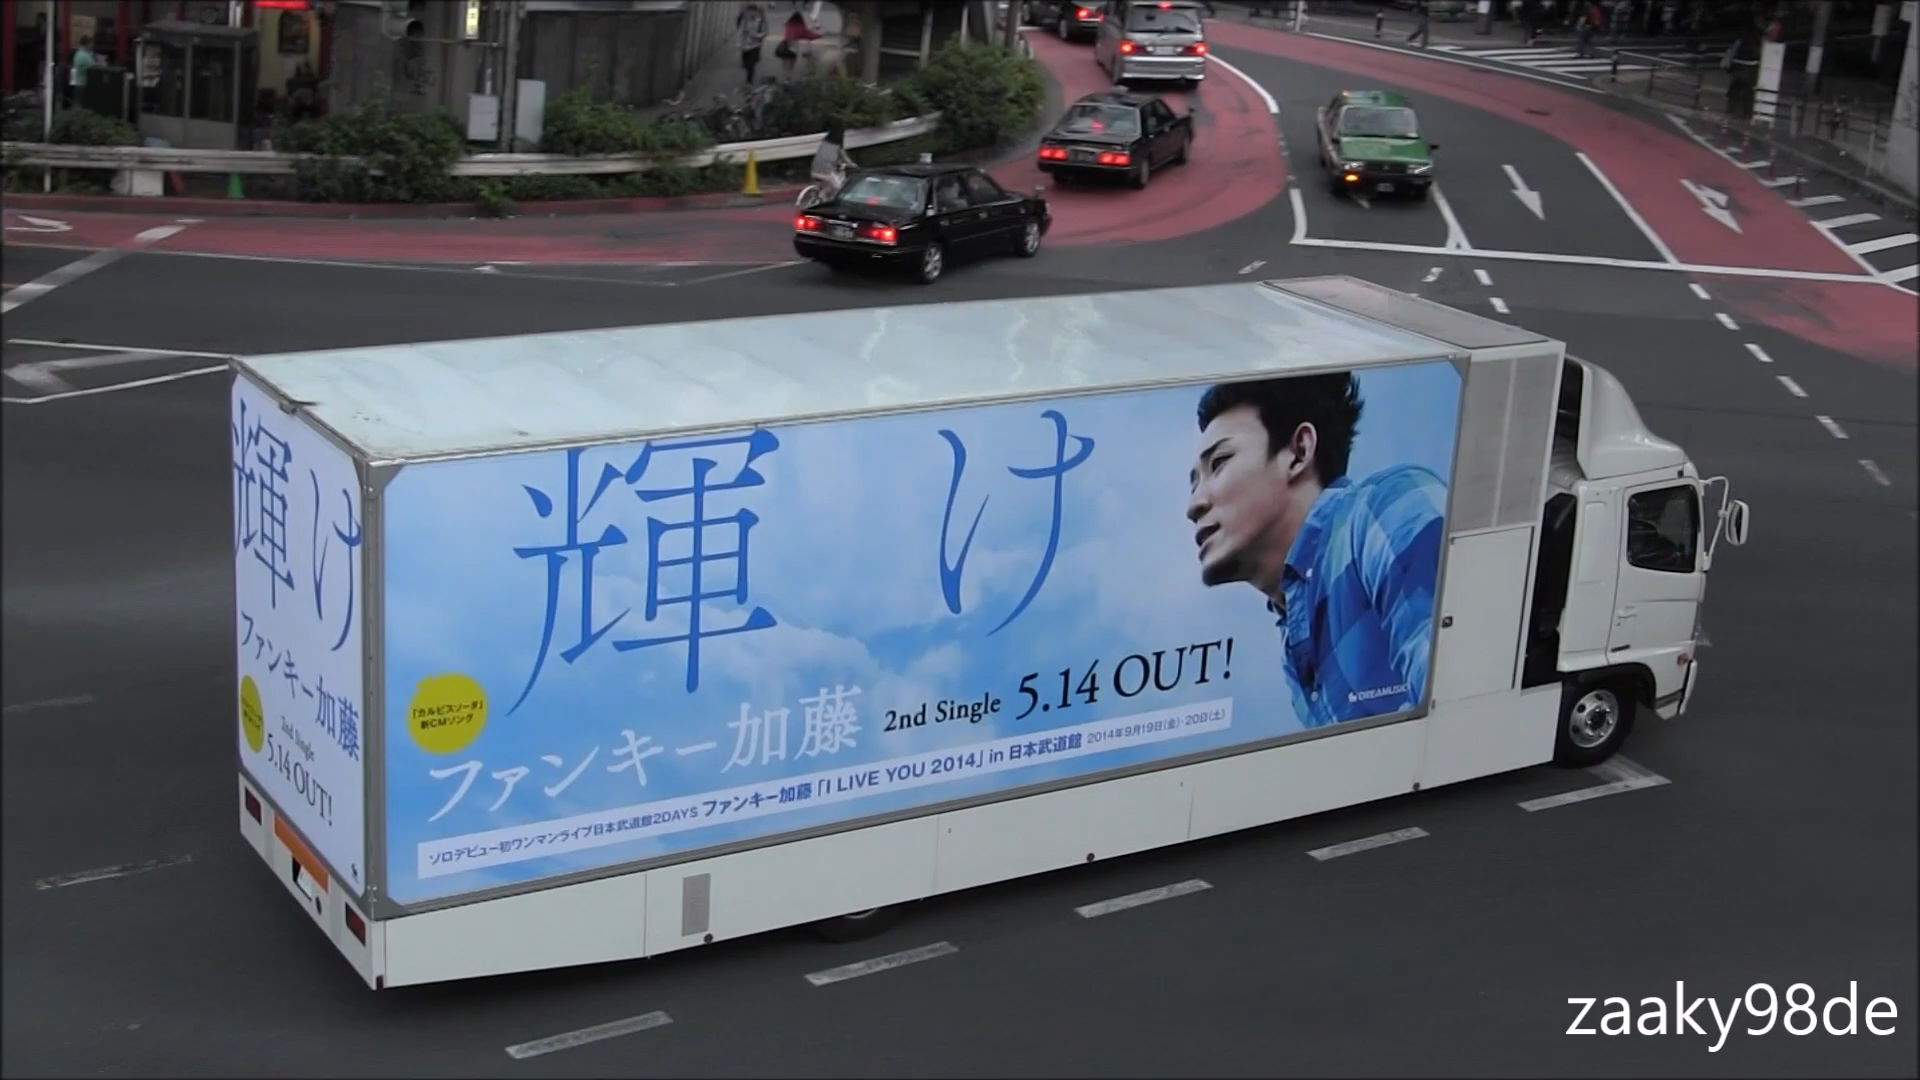 輝け
ファンキー加藤
2nd Single
5.14 OUT!
輝け
「カルピスソーダ」
新CMソング
ファンキー加藤 2nd Single 5.14 OUT!
ソロデビュー初ワンマンライブ日本武道館2DAYS ファンキー加藤「I LIVE YOU 2014」in 日本武道館 2014年9月19日(金)・20日(土)
DREAMUSIC
zaaky98de